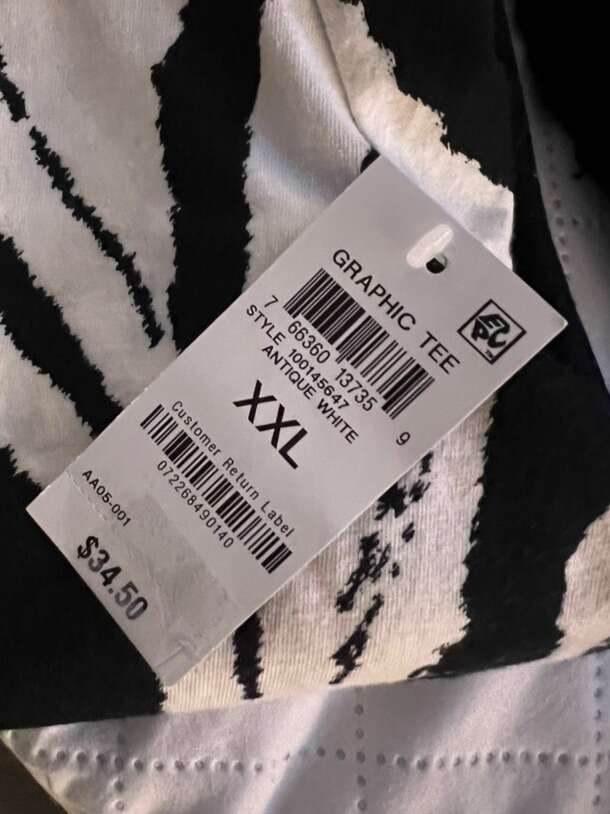 GRAPHIC TEE
EPC
7 66360 13735 9
STYLE 100145647
ANTIQUE WHITE
XXL
Customer Return Label
072268490140
AA05-001
$34.50